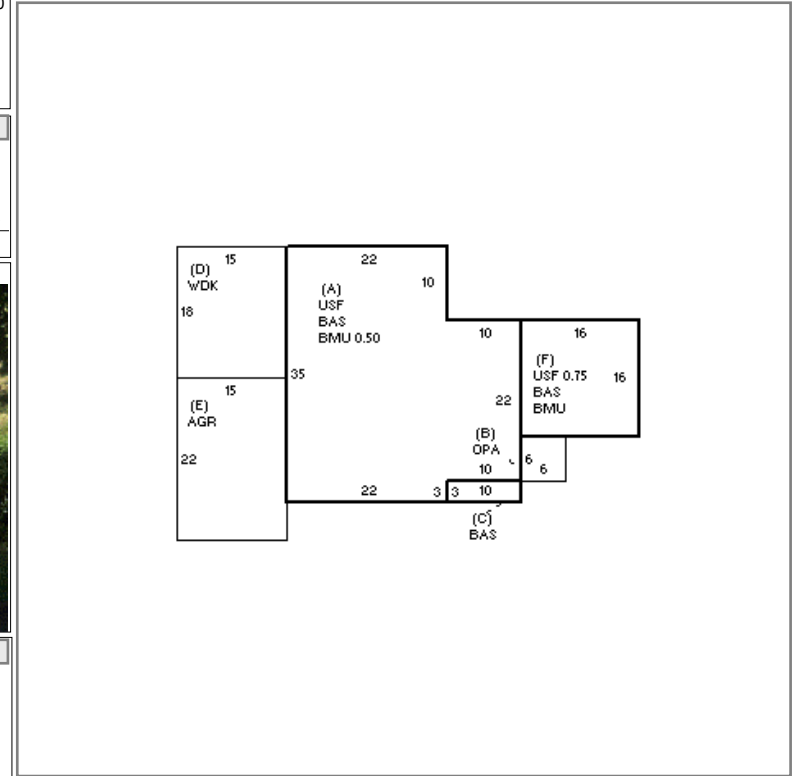 15
(D)
WDK
18
15
(E)
AGR
22
22
10
(A)
USF
BAS
BMU 0.50
35
22
3
10
22
(B)
OPA
10
3
10
(C)
BAS
16
(F)
USF 0.75
BAS
BMU
16
6
6